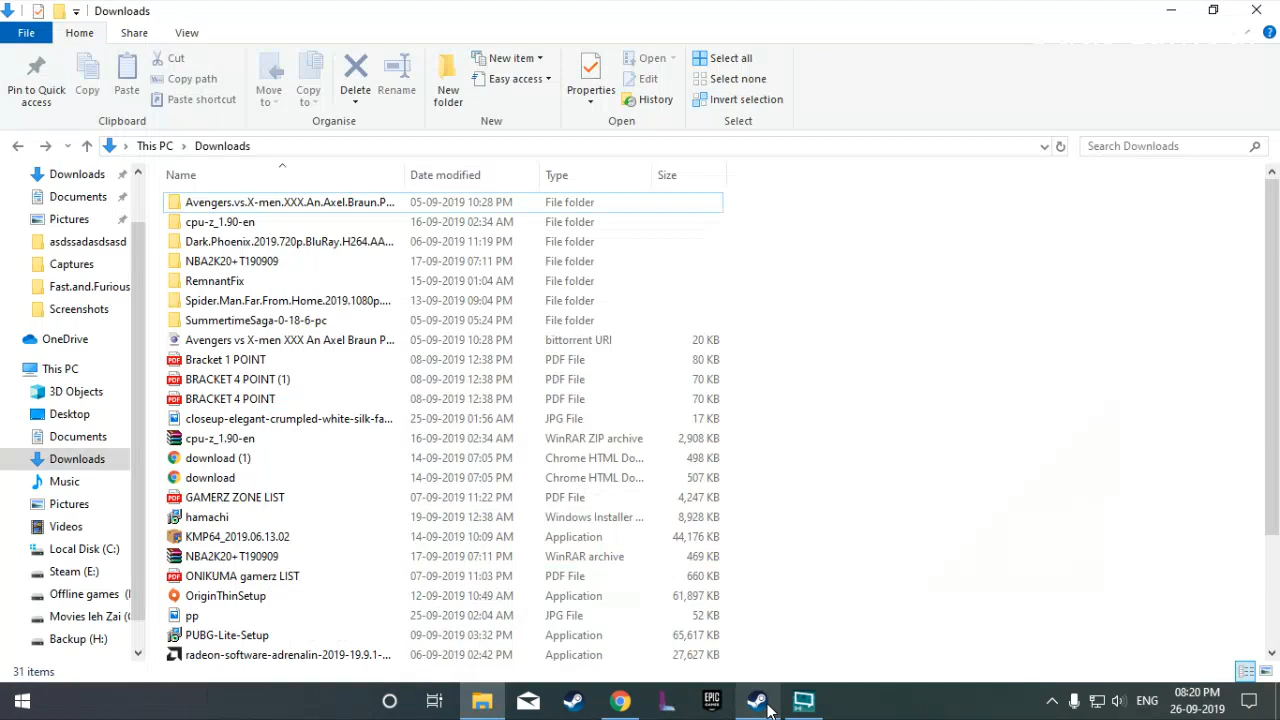 Downloads
File Home Share View
Pin to Quick access
Copy
Paste
Cut
Copy path
Paste shortcut
Clipboard
Move to
Copy to
Delete
Rename
Organise
New folder
New item
Easy access
New
Properties
Open
Edit
History
Open
Select all
Select none
Invert selection
Select
This PC > Downloads
Search Downloads
Downloads
Documents
Pictures
asdssadasdsasd
Captures
Fast.and.Furious
Screenshots
OneDrive
This PC
3D Objects
Desktop
Documents
Downloads
Music
Pictures
Videos
Local Disk (C:)
Steam (E:)
Offline games (
Movies leh Zai (
Backup (H:)
Name Date modified Type Size
Avengers.vs.X-men.XXX.An.Axel.Braun.P... 05-09-2019 10:28 PM File folder
cpu-z_1.90-en 16-09-2019 02:34 AM File folder
Dark.Phoenix.2019.720p.BluRay.H264.AA... 06-09-2019 11:19 PM File folder
NBA2K20+T190909 17-09-2019 07:11 PM File folder
RemnantFix 15-09-2019 01:04 AM File folder
Spider.Man.Far.From.Home.2019.1080p.... 13-09-2019 09:04 PM File folder
SummertimeSaga-0-18-6-pc 05-09-2019 05:24 PM File folder
Avengers vs X-men XXX An Axel Braun P... 05-09-2019 10:28 PM bittorrent URI 20 KB
Bracket 1 POINT 08-09-2019 12:38 PM PDF File 80 KB
BRACKET 4 POINT (1) 08-09-2019 12:38 PM PDF File 70 KB
BRACKET 4 POINT 08-09-2019 12:38 PM PDF File 70 KB
closeup-elegant-crumpled-white-silk-fa... 25-09-2019 01:56 AM JPG File 17 KB
cpu-z_1.90-en 16-09-2019 02:34 AM WinRAR ZIP archive 2,908 KB
download (1) 14-09-2019 07:05 PM Chrome HTML Do... 498 KB
download 14-09-2019 07:05 PM Chrome HTML Do... 507 KB
GAMERZ ZONE LIST 07-09-2019 11:22 PM PDF File 4,247 KB
hamachi 19-09-2019 12:38 AM Windows Installer ... 8,928 KB
KMP64_2019.06.13.02 14-09-2019 10:09 AM Application 44,176 KB
NBA2K20+T190909 17-09-2019 07:11 PM WinRAR archive 469 KB
ONIKUMA gamerz LIST 07-09-2019 11:03 PM PDF File 660 KB
OriginThinSetup 12-09-2019 10:49 AM Application 61,897 KB
pp 25-09-2019 02:04 AM JPG File 52 KB
PUBG-Lite-Setup 09-09-2019 03:32 PM Application 65,617 KB
radeon-software-adrenalin-2019-19.9.1-... 06-09-2019 02:42 PM Application 27,627 KB
31 items
EPIC GAMES
ENG
08:20 PM
26-09-2019